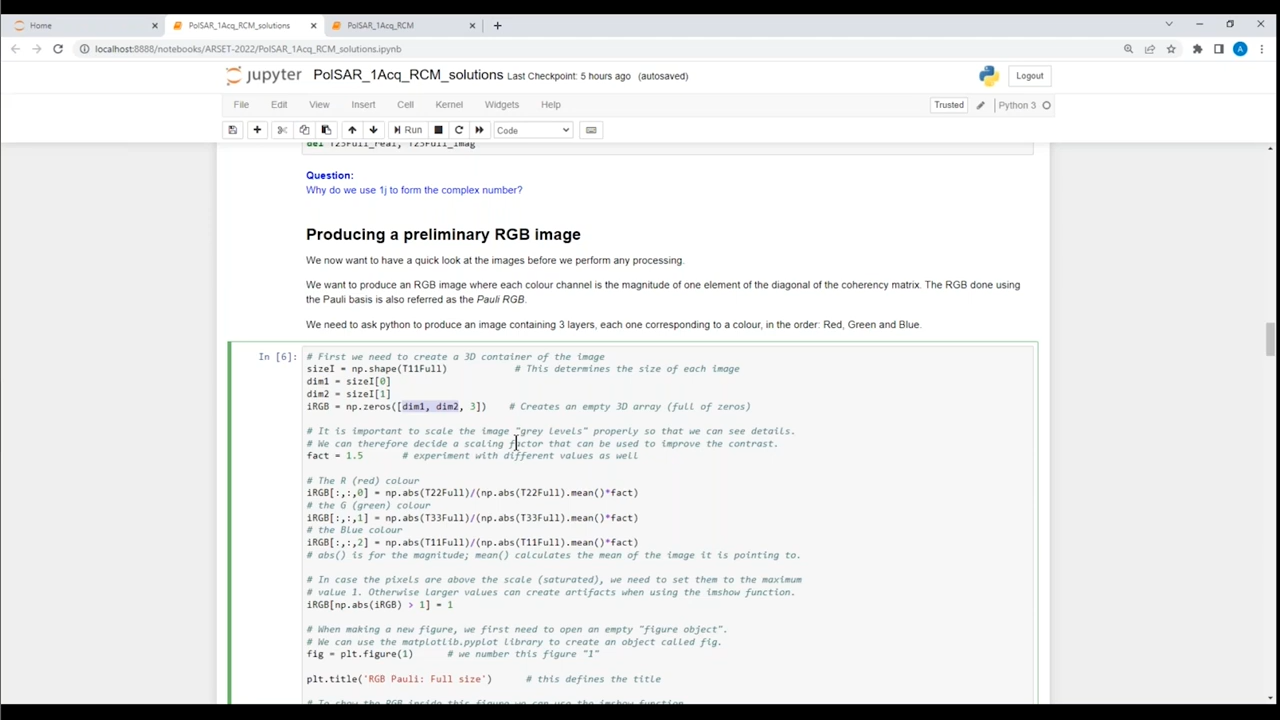 Home
PolSAR_1Acq_RCM_solutions
PolSAR_1Acq_RCM
localhost:8888/notebooks/ARSET-2022/PolSAR_1Acq_RCM_solutions.ipynb
A
jupyter PolSAR_1Acq_RCM_solutions Last Checkpoint: 5 hours ago (autosaved)
Logout
File Edit View Insert Cell Kernel Widgets Help
Trusted Python 3
Run Code
del T23Full_real, T23Full_imag
Question:
Why do we use 1j to form the complex number?
Producing a preliminary RGB image
We now want to have a quick look at the images before we perform any processing.
We want to produce an RGB image where each colour channel is the magnitude of one element of the diagonal of the coherency matrix. The RGB done using
the Pauli basis is also referred as the Pauli RGB.
We need to ask python to produce an image containing 3 layers, each one corresponding to a colour, in the order: Red, Green and Blue.
In [6]:
# First we need to create a 3D container of the image
sizeI = np.shape(T11Full) # This determines the size of each image
dim1 = sizeI[0]
dim2 = sizeI[1]
iRGB = np.zeros([dim1, dim2, 3]) # Creates an empty 3D array (full of zeros)
# It is important to scale the image "grey levels" properly so that we can see details.
# We can therefore decide a scaling factor that can be used to improve the contrast.
fact = 1.5 # experiment with different values as well
# The R (red) colour
iRGB[:,:,0] = np.abs(T22Full)/(np.abs(T22Full).mean()*fact)
# the G (green) colour
iRGB[:,:,1] = np.abs(T33Full)/(np.abs(T33Full).mean()*fact)
# the Blue colour
iRGB[:,:,2] = np.abs(T11Full)/(np.abs(T11Full).mean()*fact)
# abs() is for the magnitude; mean() calculates the mean of the image it is pointing to.
# In case the pixels are above the scale (saturated), we need to set them to the maximum
# value 1. Otherwise larger values can create artifacts when using the imshow function.
iRGB[np.abs(iRGB) > 1] = 1
# When making a new figure, we first need to open an empty "figure object".
# We can use the matplotlib.pyplot library to create an object called fig.
fig = plt.figure(1) # we number this figure "1"
plt.title('RGB Pauli: Full size') # this defines the title
# To show the RGB inside this figure we can use the imshow function